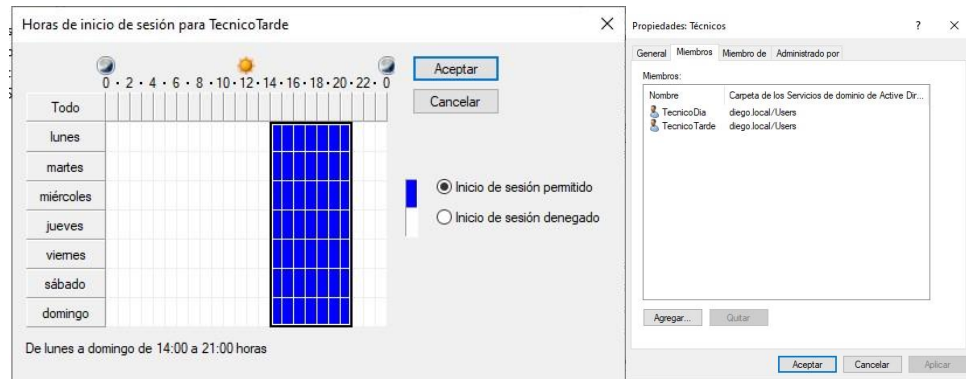 Horas de inicio de sesión para TecnicoTarde
0 · 2 · 4 · 6 · 8 · 10 · 12 · 14 · 16 · 18 · 20 · 22 · 0
Todo
lunes
martes
miércoles
jueves
viernes
sábado
domingo
Aceptar
Cancelar
Inicio de sesión permitido
Inicio de sesión denegado
De lunes a domingo de 14:00 a 21:00 horas
Propiedades: Técnicos ?
General Miembros Miembro de Administrado por
Miembros:
Nombre Carpeta de los Servicios de dominio de Active Dir...
TecnicoDia diego.local/Users
TecnicoTarde diego.local/Users
Agregar... Quitar
Aceptar Cancelar Aplicar